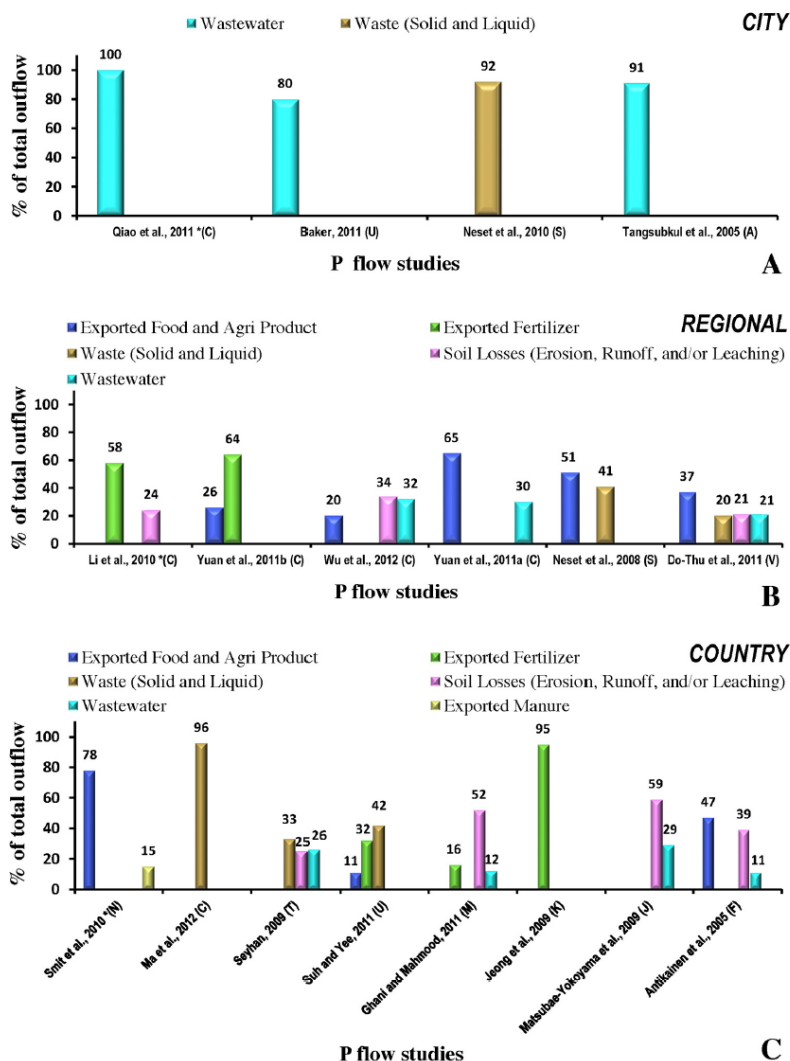 Wastewater
Waste (Solid and Liquid)
CITY
% of total outflow
100
80
60
40
20
0
100
80
92
91
Qiao et al., 2011 *(C)
Baker, 2011 (U)
Neset et al., 2010 (S)
Tangsubkul et al., 2005 (A)
P flow studies
A
REGIONAL
Exported Food and Agri Product
Exported Fertilizer
Waste (Solid and Liquid)
Soil Losses (Erosion, Runoff, and/or Leaching)
Wastewater
% of total outflow
100
80
60
40
20
0
58
24
26
64
20
34
32
65
30
51
41
37
20
21
21
Li et al., 2010 *(C)
Yuan et al., 2011b (C)
Wu et al., 2012 (C)
Yuan et al., 2011a (C)
Neset et al., 2008 (S)
Do-Thu et al., 2011 (V)
P flow studies
B
COUNTRY
Exported Food and Agri Product
Exported Fertilizer
Waste (Solid and Liquid)
Soil Losses (Erosion, Runoff, and/or Leaching)
Wastewater
Exported Manure
% of total outflow
100
80
60
40
20
0
78
15
96
33
25
26
11
32
42
16
52
12
95
59
29
47
39
11
Smit et al., 2010 *(N)
Ma et al., 2012 (C)
Seyhan, 2009 (T)
Suh and Yee, 2011 (U)
Ghani and Mahmood, 2011 (M)
Jeong et al., 2009 (K)
Matsubae-Yokoyama et al., 2009 (J)
Antikainen et al., 2005 (F)
P flow studies
C